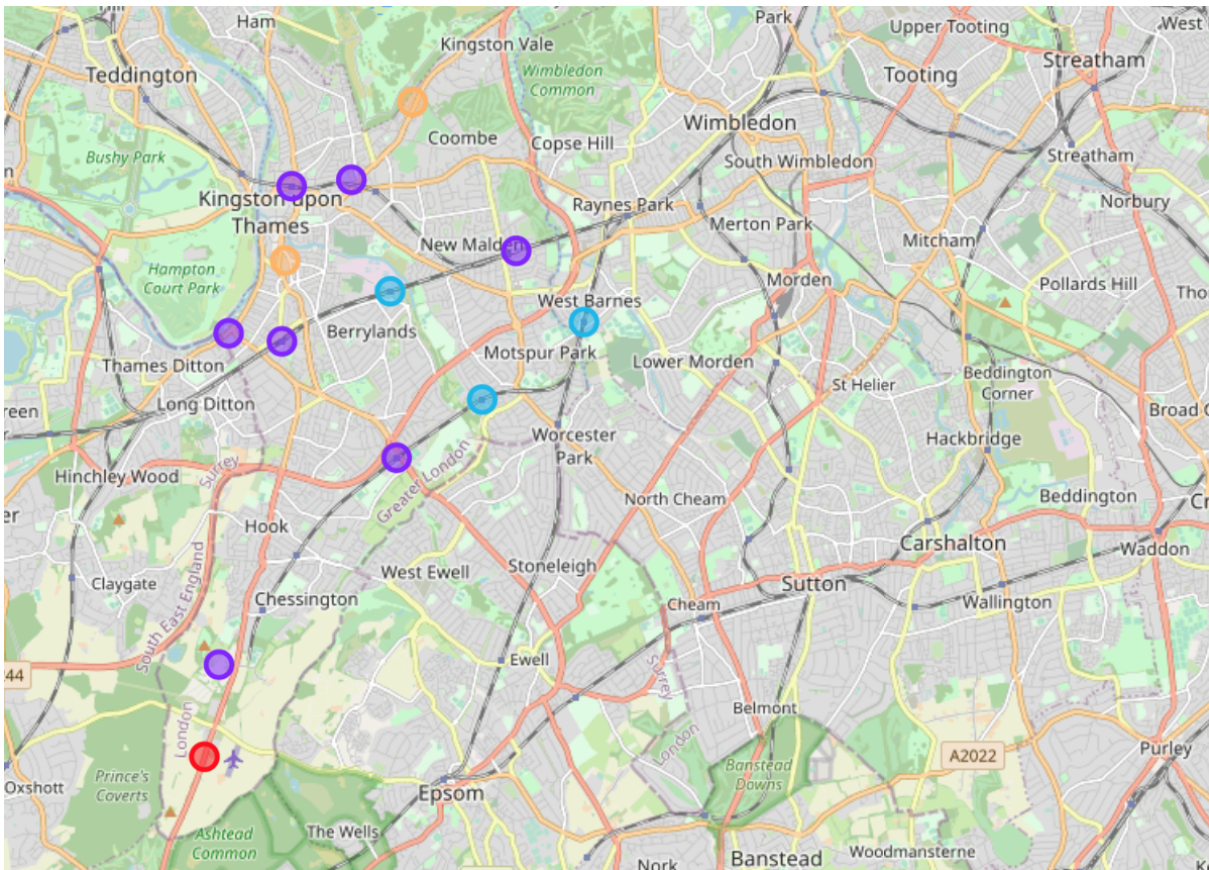 Ham
Park
West
Upper Tooting
Kingston Vale
Streatham
Teddington
Wimbledon
Common
Tooting
Wimbledon
Coombe
Copse Hill
Bushy Park
South Wimbledon
Streatham
Kingston upon
Thames
Raynes Park
Norbury
Merton Park
New Malden
Mitcham
Hampton
Court Park
Morden
Pollards Hill
West Barnes
Berrylands
Motspur Park
Thames Ditton
Lower Morden
St Helier
Beddington
Corner
Long Ditton
Worcester
Park
Hackbridge
Hinchley Wood
Surrey
Greater London
North Cheam
Beddington
Hook
Carshalton
Waddon
Claygate
South East England
West Ewell
Stoneleigh
Sutton
Chessington
Cheam
Wallington
Ewell
Surrey
44
London
Belmont
London
A2022
Purley
Oxshott
Prince's
Coverts
Epsom
Banstead
Downs
Ashtead
Common
The Wells
Nork
Banstead
Woodmansterne